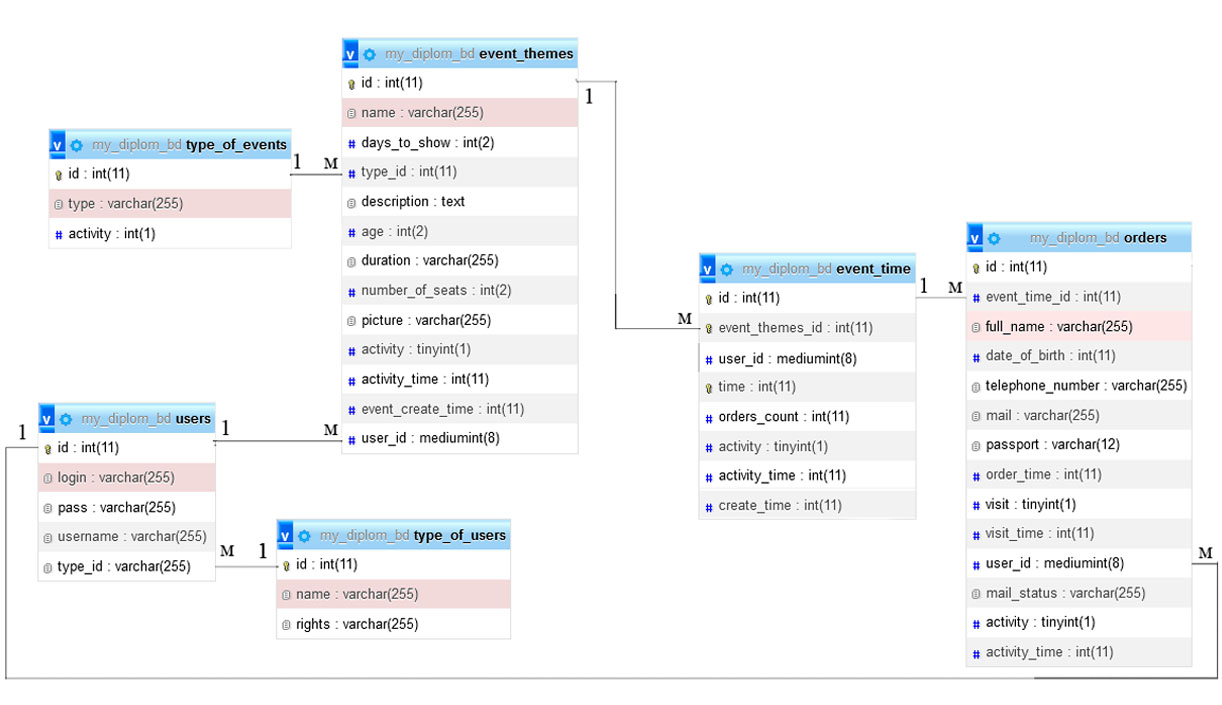 v my_diplom_bd event_themes
id : int(11)
name : varchar(255)
days_to_show : int(2)
type_id : int(11)
description : text
age : int(2)
duration : varchar(255)
number_of_seats : int(2)
picture : varchar(255)
activity : tinyint(1)
activity_time : int(11)
event_create_time : int(11)
user_id : mediumint(8)
1
v my_diplom_bd type_of_events
id : int(11)
type : varchar(255)
activity : int(1)
1 M
v my_diplom_bd event_time
id : int(11)
event_themes_id : int(11)
user_id : mediumint(8)
time : int(11)
orders_count : int(11)
activity : tinyint(1)
activity_time : int(11)
create_time : int(11)
M
1 M
v my_diplom_bd orders
id : int(11)
event_time_id : int(11)
full_name : varchar(255)
date_of_birth : int(11)
telephone_number : varchar(255)
mail : varchar(255)
passport : varchar(12)
order_time : int(11)
visit : tinyint(1)
visit_time : int(11)
user_id : mediumint(8)
mail_status : varchar(255)
activity : tinyint(1)
activity_time : int(11)
M
1
v my_diplom_bd users
id : int(11)
login : varchar(255)
pass : varchar(255)
username : varchar(255)
type_id : varchar(255)
1 M
M 1
v my_diplom_bd type_of_users
id : int(11)
name : varchar(255)
rights : varchar(255)